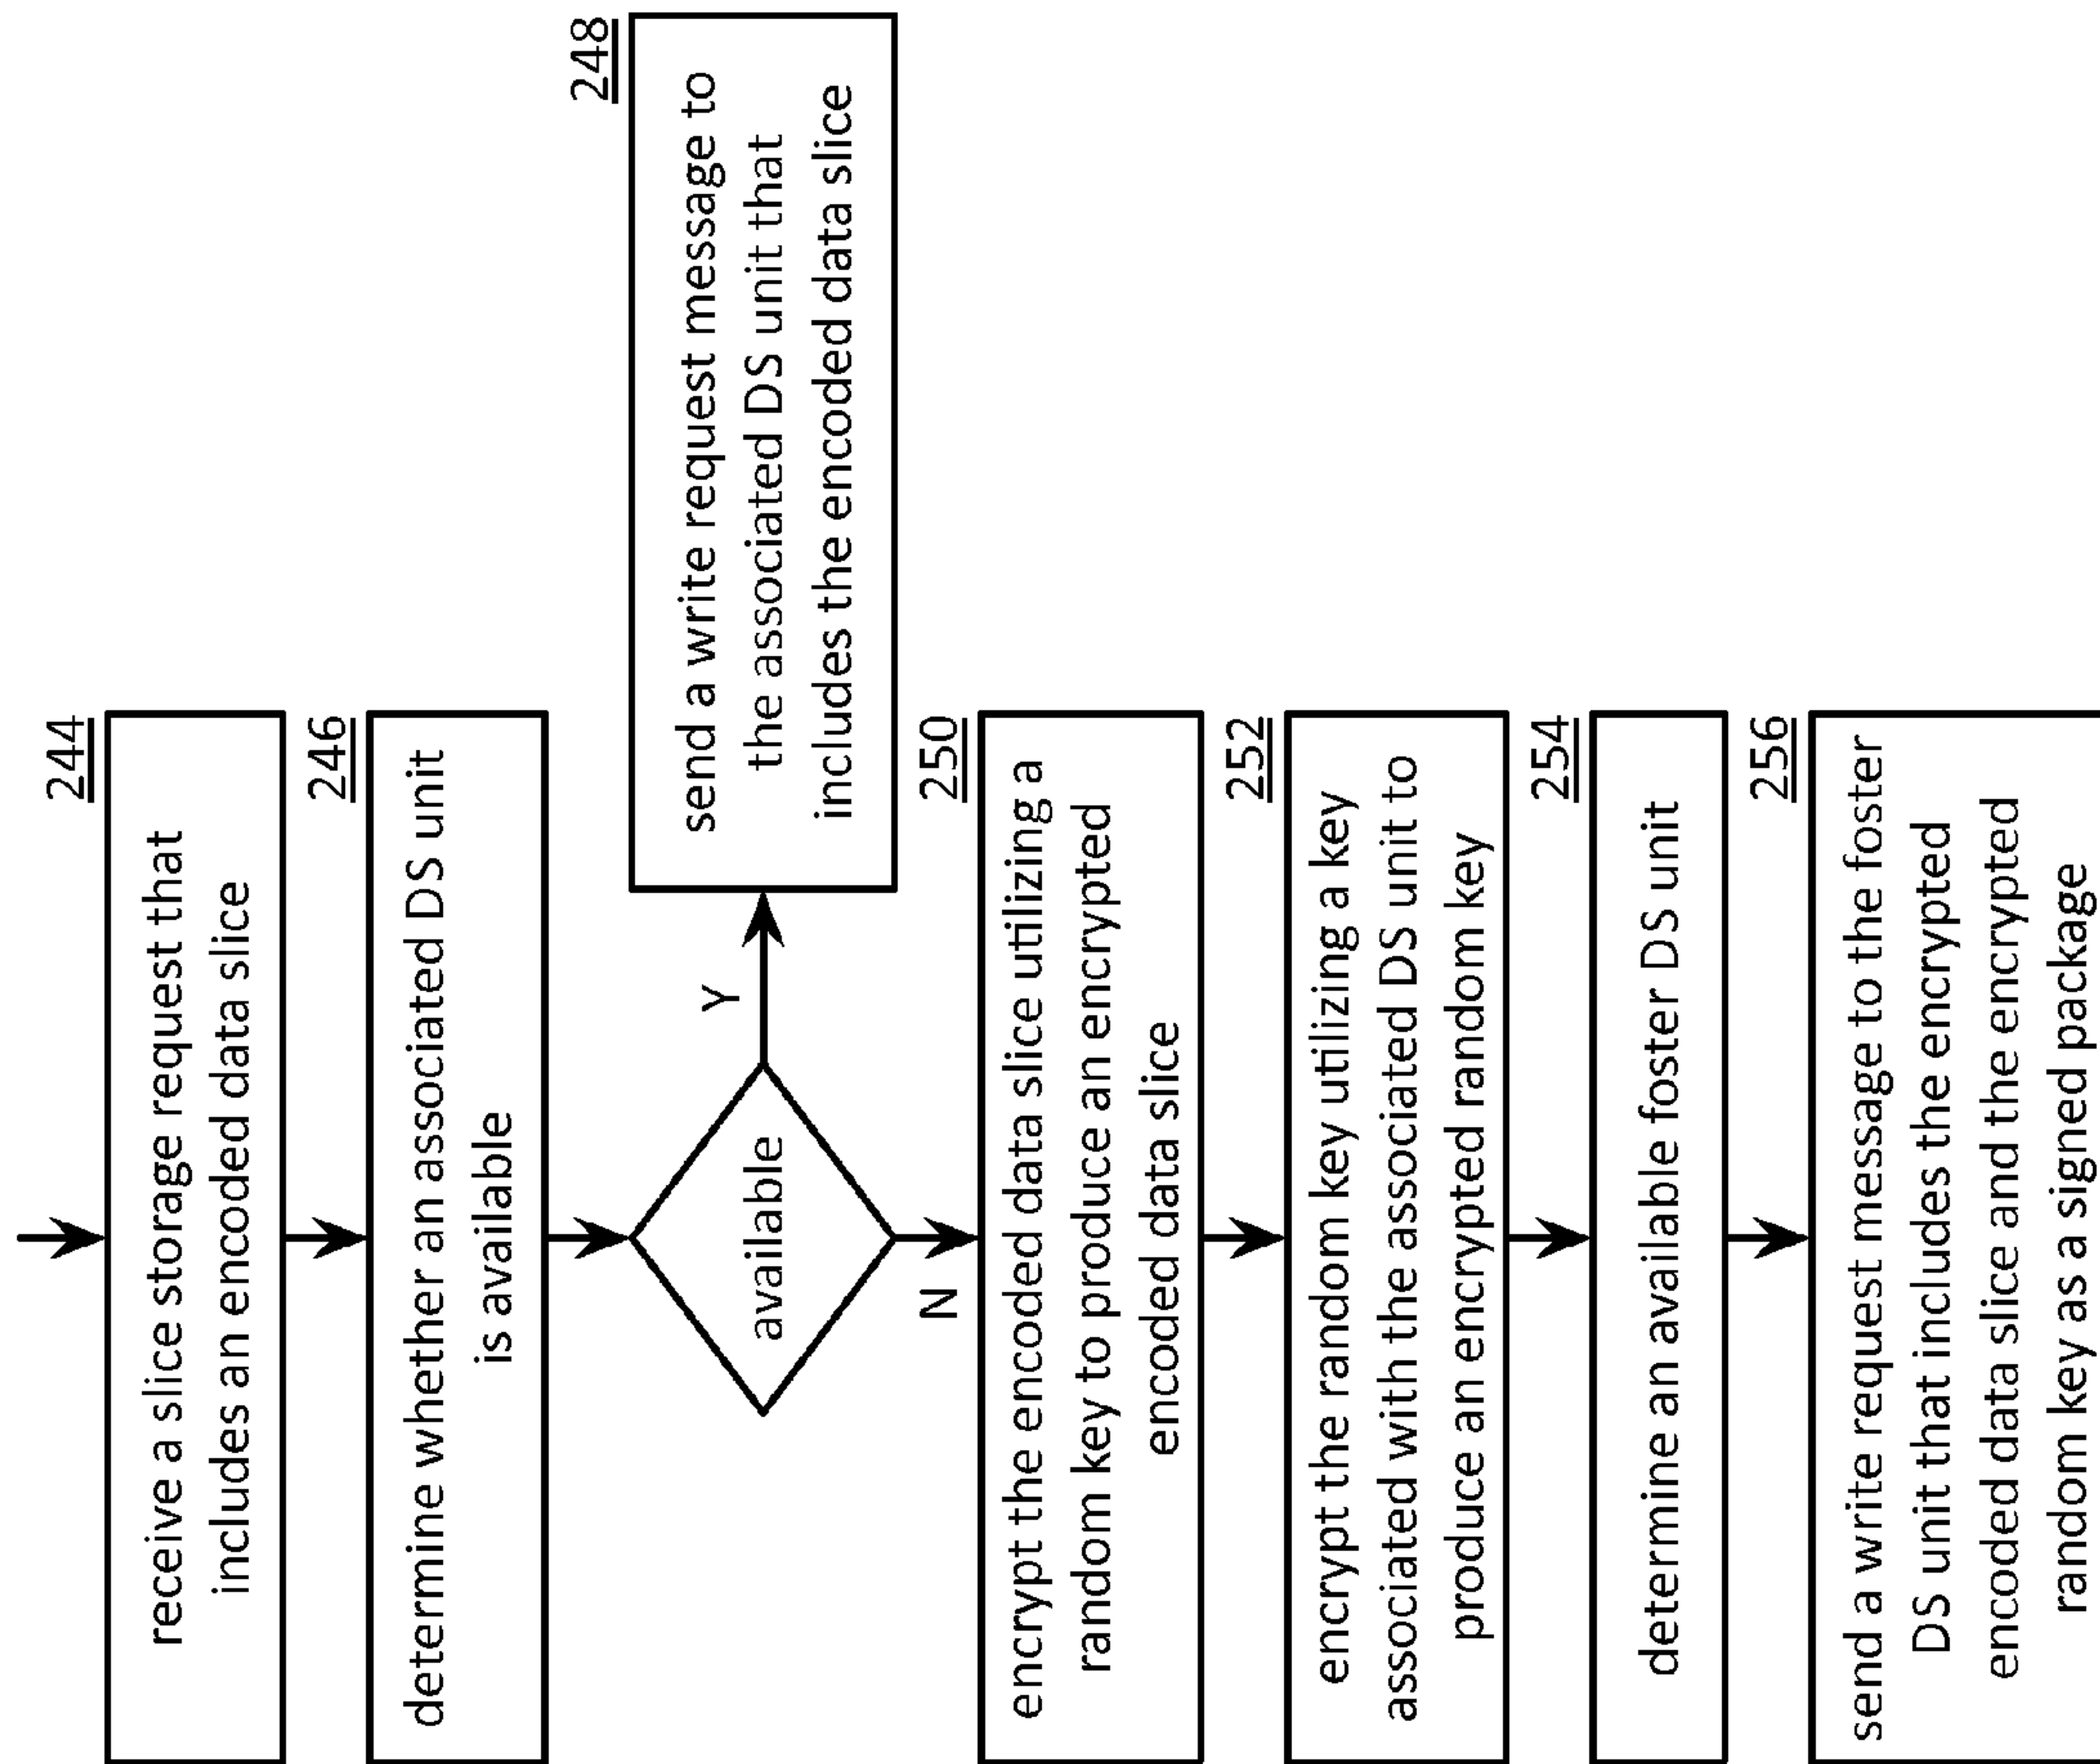 244
receive a slice storage request that
includes an encoded data slice
246
determine whether an associated DS unit
is available
available
Y
248
send a write request message to
the associated DS unit that
includes the encoded data slice
N
250
encrypt the encoded data slice utilizing a
random key to produce an encrypted
encoded data slice
252
encrypt the random key utilizing a key
associated with the associated DS unit to
produce an encrypted random key
254
determine an available foster DS unit
256
send a write request message to the foster
DS unit that includes the encrypted
encoded data slice and the encrypted
random key as a signed package